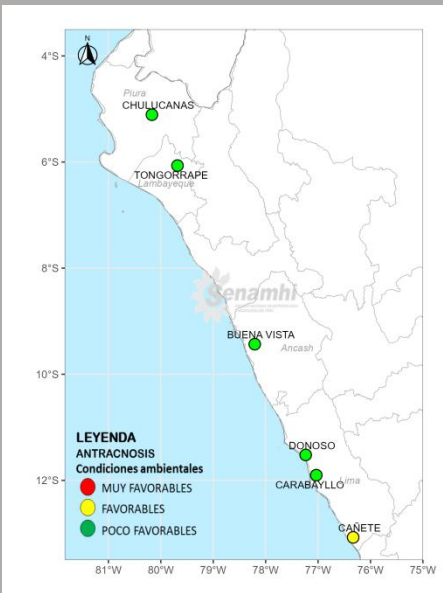 N
4°S
Piura
CHULUCANAS
6°S
TONGORRAPE
Lambayeque
8°S
Senamhi
BUENA VISTA
Ancash
10°S
LEYENDA
ANTRACNOSIS
Condiciones ambientales
MUY FAVORABLES
FAVORABLES
POCO FAVORABLES
DONOSO
12°S
CARABAYLLO
Lima
CAÑETE
81°W 80°W 79°W 78°W 77°W 76°W 75°W